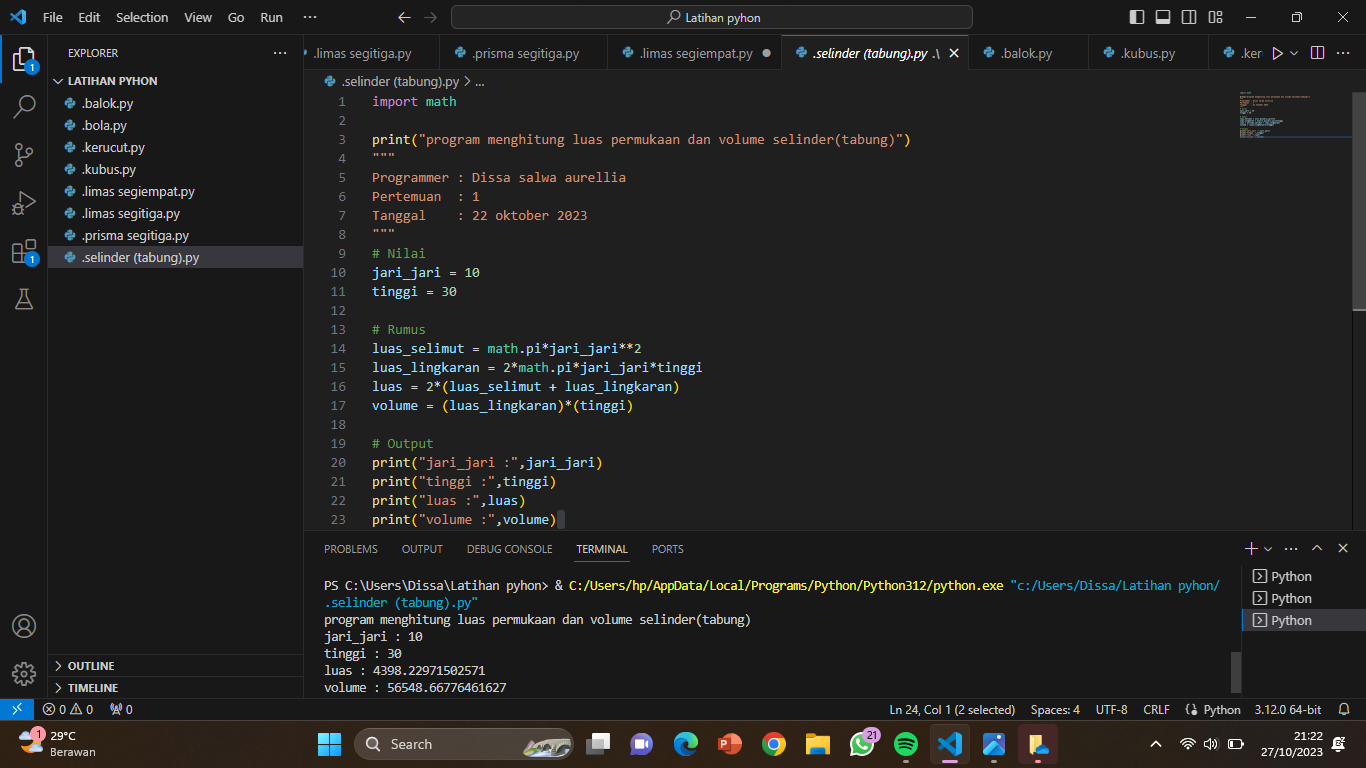 File Edit Selection View Go Run ··· Latihan pyhon
EXPLORER ···
LATIHAN PYHON
.balok.py
.bola.py
.kerucut.py
.kubus.py
.limas segiempat.py
.limas segitiga.py
.prisma segitiga.py
.selinder (tabung).py
OUTLINE
TIMELINE
.limas segitiga.py .prisma segitiga.py .limas segiempat.py .selinder (tabung).py .\ .balok.py .kubus.py .ker
.selinder (tabung).py > ...
1 import math
2
3 print("program menghitung luas permukaan dan volume selinder(tabung)")
4 """
5 Programmer : Dissa salwa aurellia
6 Pertemuan  : 1
7 Tanggal    : 22 oktober 2023
8 """
9 # Nilai
10 jari_jari = 10
11 tinggi = 30
12
13 # Rumus
14 luas_selimut = math.pi*jari_jari**2
15 luas_lingkaran = 2*math.pi*jari_jari*tinggi
16 luas = 2*(luas_selimut + luas_lingkaran)
17 volume = (luas_lingkaran)*(tinggi)
18
19 # Output
20 print("jari_jari :",jari_jari)
21 print("tinggi :",tinggi)
22 print("luas :",luas)
23 print("volume :",volume)
PROBLEMS OUTPUT DEBUG CONSOLE TERMINAL PORTS
PS C:\Users\Dissa\Latihan pyhon> & C:/Users/hp/AppData/Local/Programs/Python/Python312/python.exe "c:/Users/Dissa/Latihan pyhon/
.selinder (tabung).py"
program menghitung luas permukaan dan volume selinder(tabung)
jari_jari : 10
tinggi : 30
luas : 4398.22971502571
volume : 56548.66776461627
Python
Python
Python
0 0 0 Ln 24, Col 1 (2 selected) Spaces: 4 UTF-8 CRLF Python 3.12.0 64-bit
1 29°C
Berawan
Search
21
21:22
27/10/2023